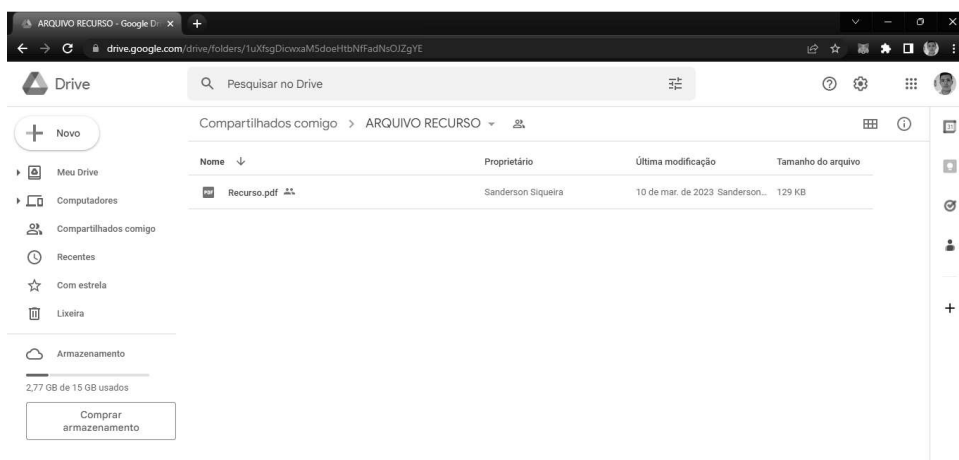 ARQUIVO RECURSO - Google Dr
drive.google.com/drive/folders/1uXfsgDicwxaM5doeHtbNfFadNsOJZgYE
Drive
Pesquisar no Drive
Novo
Compartilhados comigo > ARQUIVO RECURSO
Nome Proprietário Última modificação Tamanho do arquivo
Recurso.pdf Sanderson Siqueira 10 de mar. de 2023 Sanderson... 129 KB
Meu Drive
Computadores
Compartilhados comigo
Recentes
Com estrela
Lixeira
Armazenamento
2,77 GB de 15 GB usados
Comprar
armazenamento